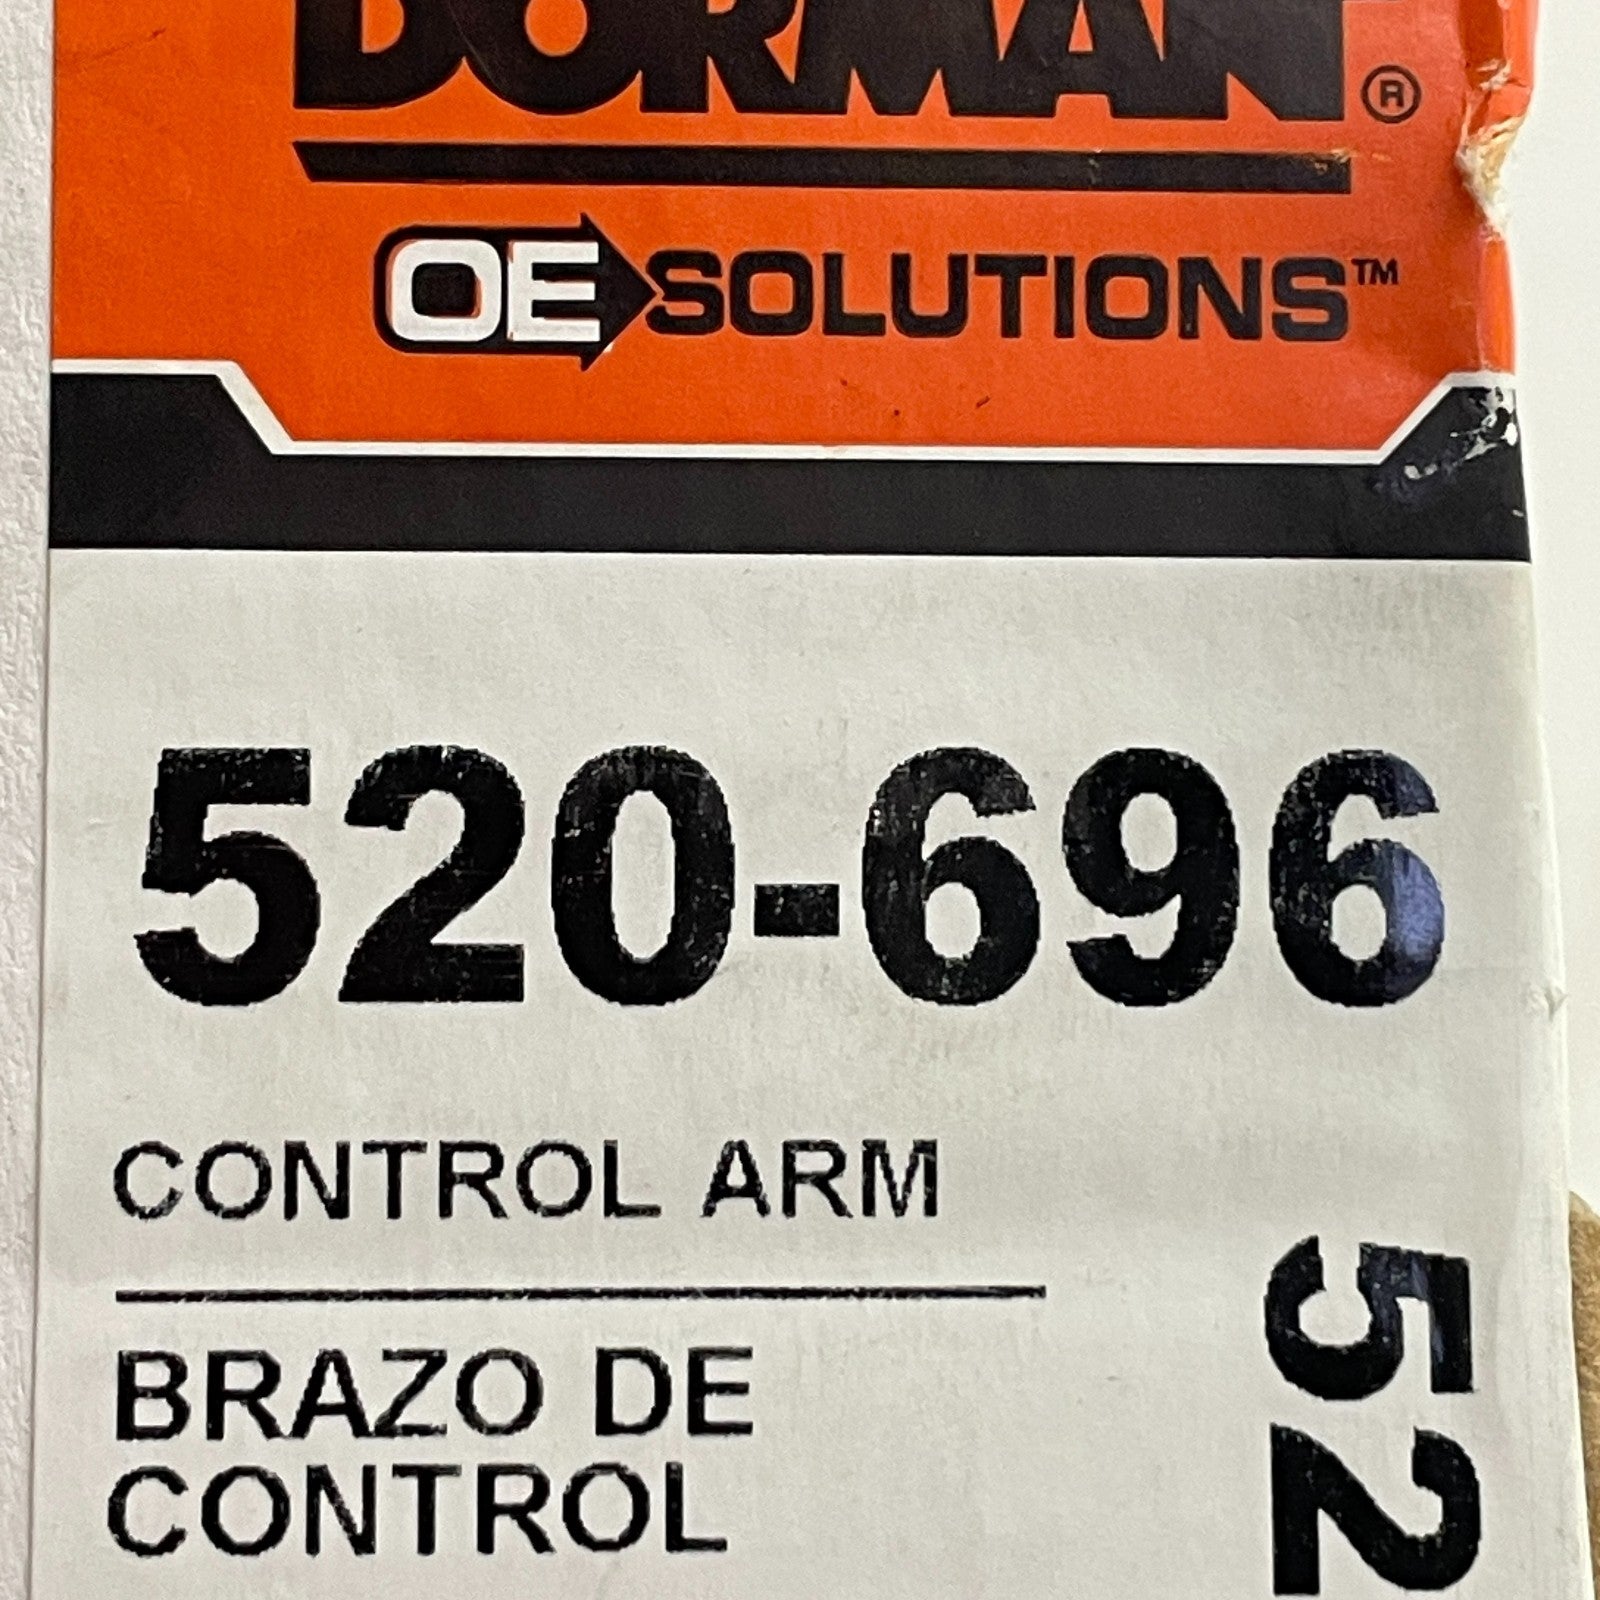 DORMAN®
OE SOLUTIONS™
520-696
CONTROL ARM
BRAZO DE
CONTROL
52